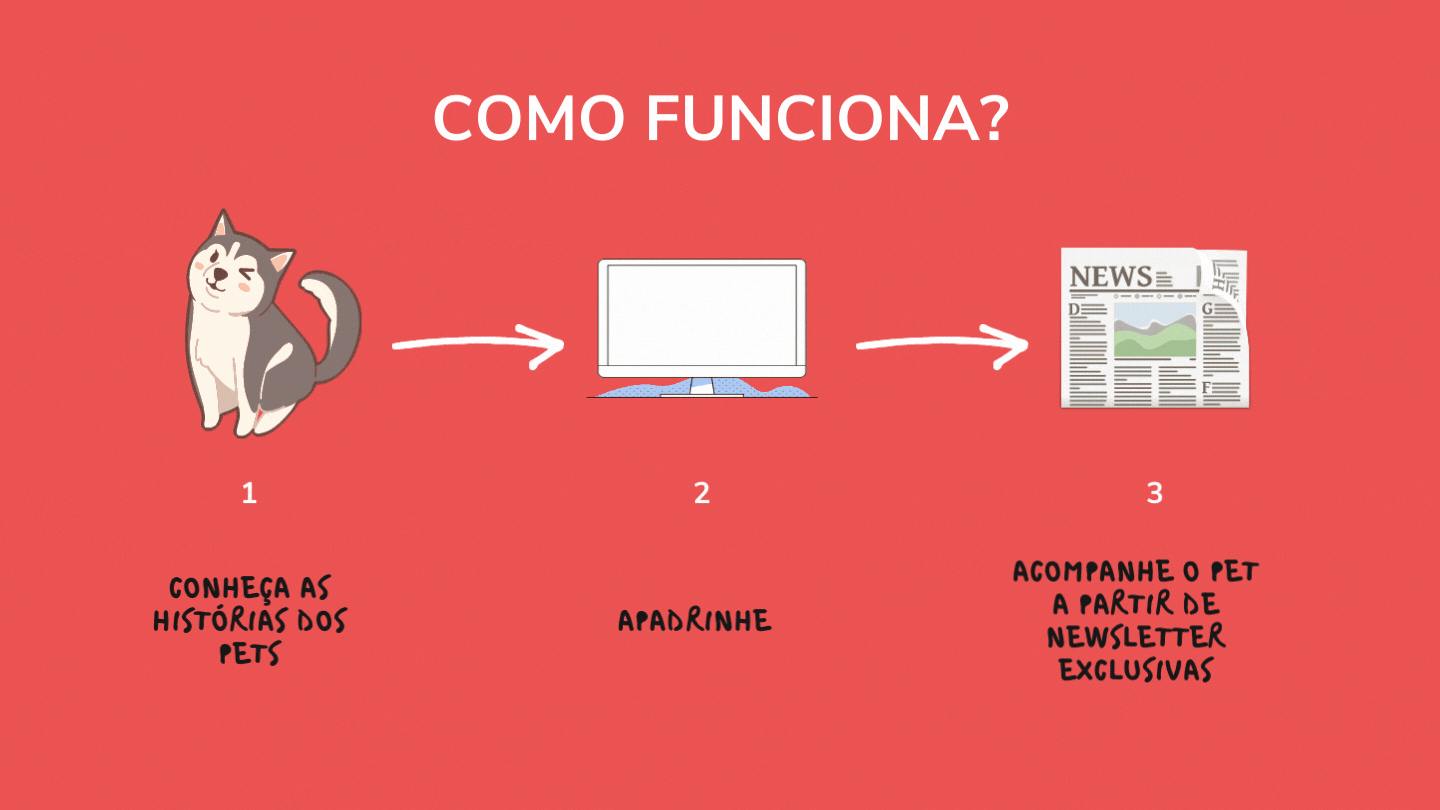 COMO FUNCIONA?
NEWS
D
G
F
1
2
3
CONHEÇA AS
HISTÓRIAS DOS
PETS
APADRINHE
ACOMPANHE O PET
A PARTIR DE
NEWSLETTER
EXCLUSIVAS